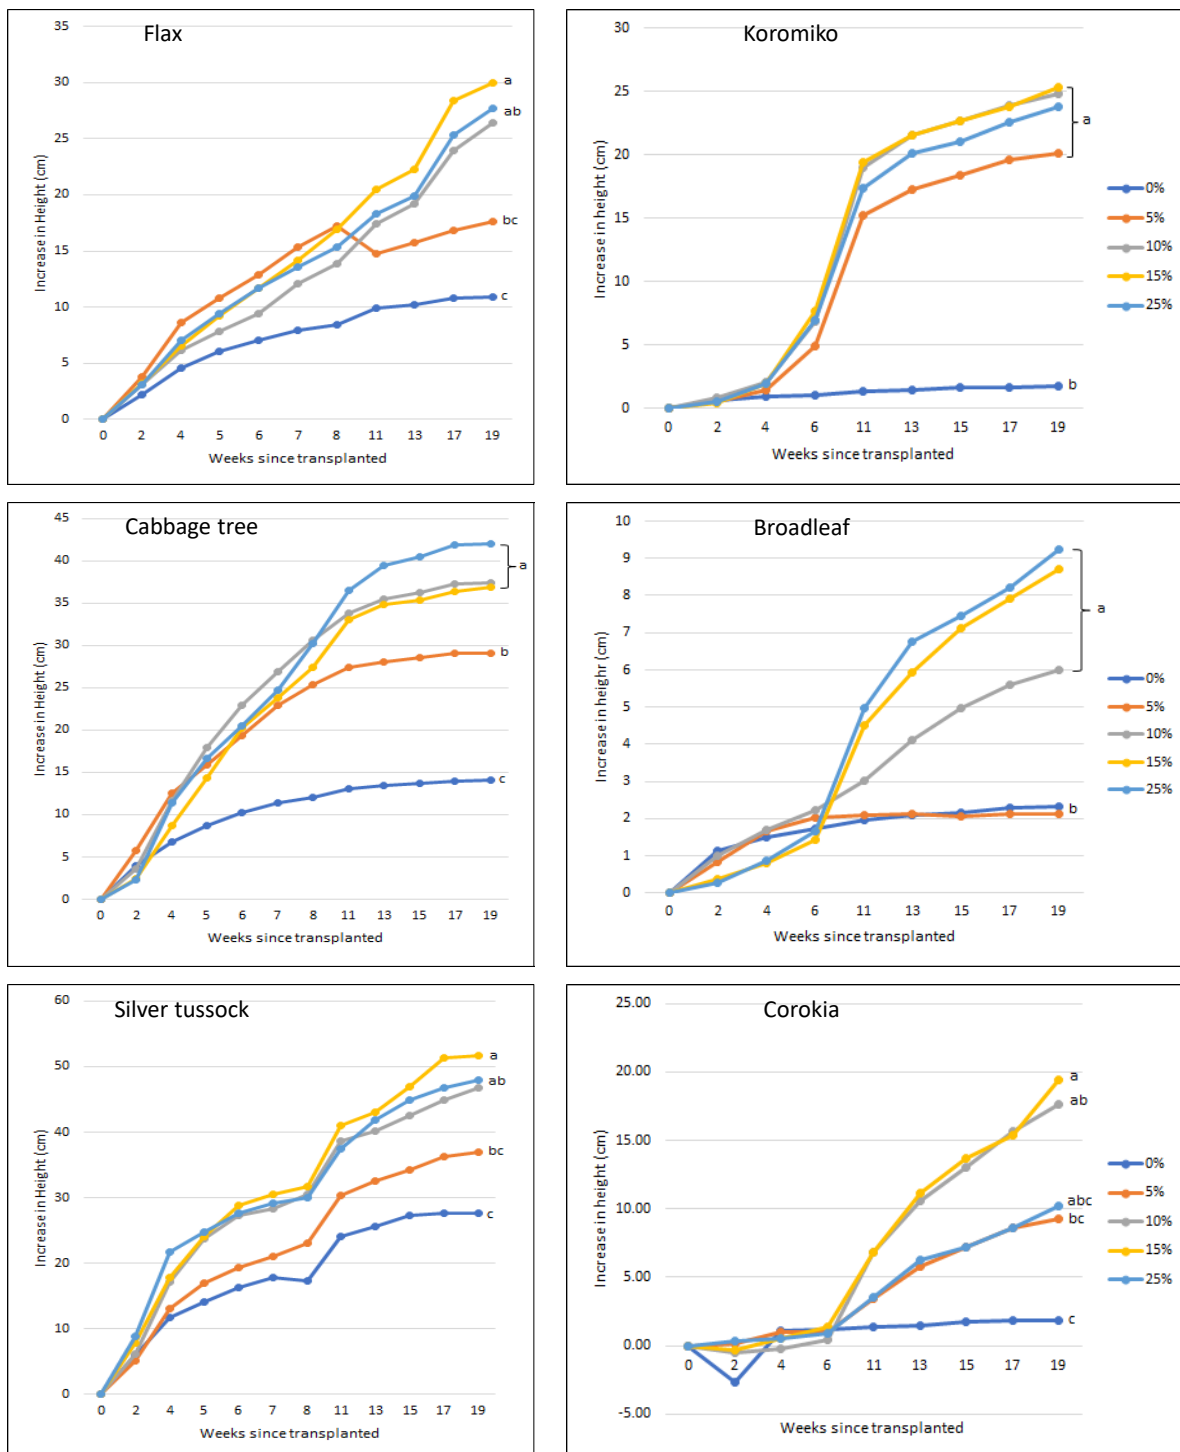 Flax
Increase in Height (cm)
35
30
25
20
15
10
5
0
a
ab
bc
c
0 2 4 5 6 7 8 11 13 17 19
Weeks since transplanted
Koromiko
Increase in height (cm)
30
25
20
15
10
5
0
a
b
0 2 4 6 11 13 15 17 19
Weeks since transplanted
0%
5%
10%
15%
25%
Cabbage tree
Increase in Height (cm)
45
40
35
30
25
20
15
10
5
0
a
b
c
0 2 4 5 6 7 8 11 13 15 17 19
Weeks since transplanted
Broadleaf
Increase in heighr (cm)
10
9
8
7
6
5
4
3
2
1
0
a
b
0 2 4 6 11 13 15 17 19
Weeks since transplanted
0%
5%
10%
15%
25%
Silver tussock
Increase in Height (cm)
60
50
40
30
20
10
0
a
ab
bc
c
0 2 4 5 6 7 8 11 13 15 17 19
Weeks since transplanted
Corokia
Increase in height (cm)
25.00
20.00
15.00
10.00
5.00
0.00
-5.00
a
ab
abc
bc
c
0 2 4 6 11 13 15 17 19
Weeks since transplanted
0%
5%
10%
15%
25%